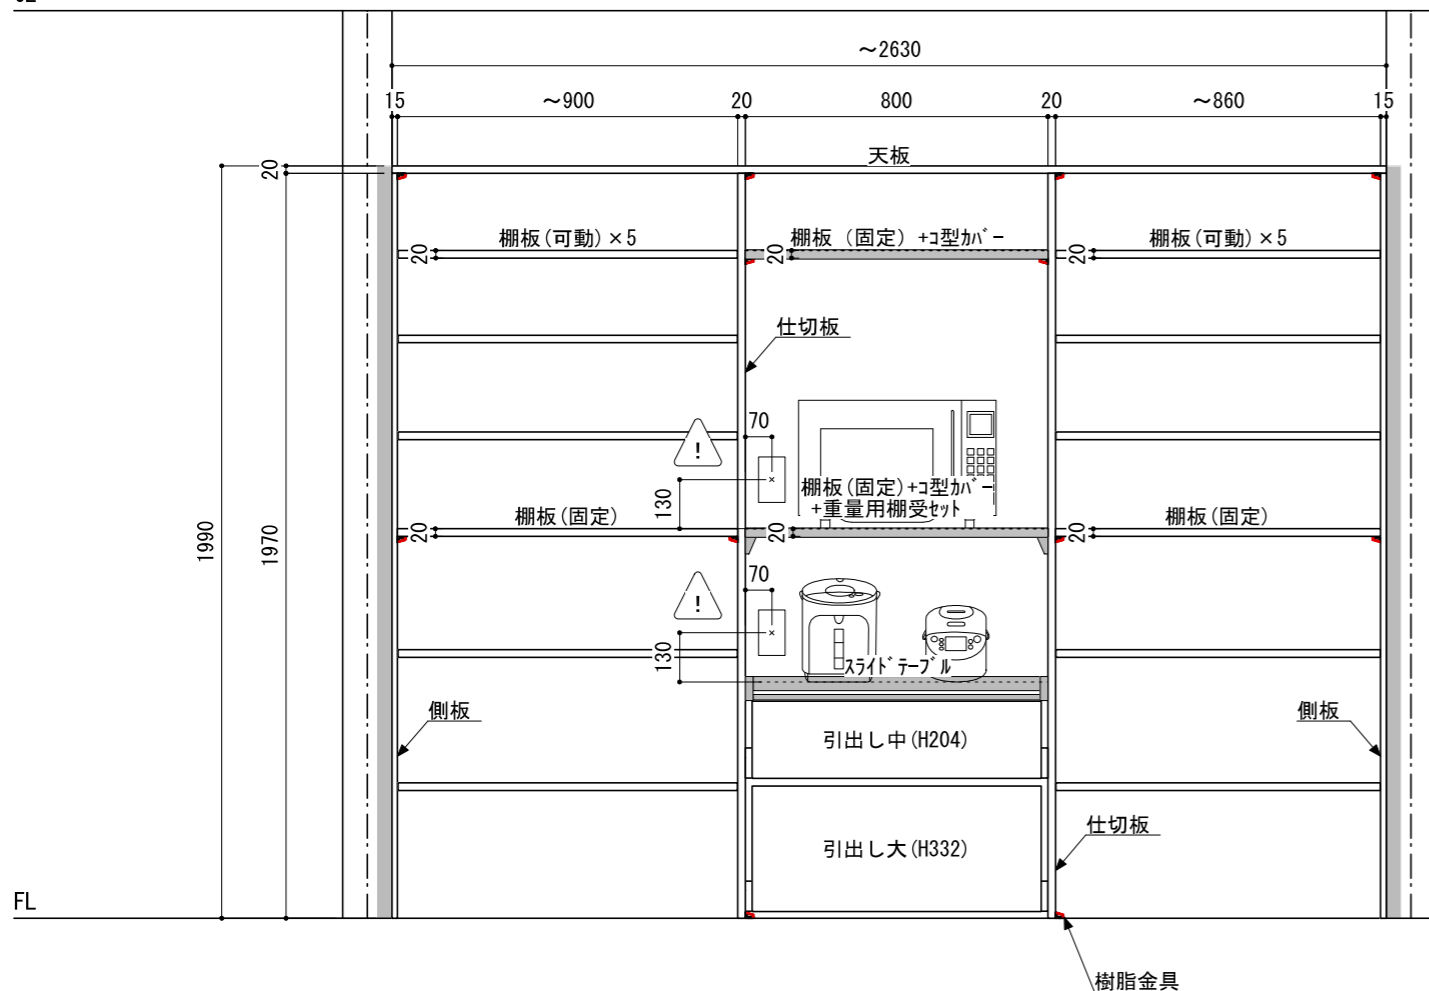 ～2630
15 ～900 20 800 20 ～860 15
天板
20
棚板(可動)×5 棚板（固定）+ｺ型ｶﾊﾞｰ 棚板(可動)×5
20 20 20
仕切板
70
!
130
棚板(固定)+ｺ型ｶﾊﾞｰ
+重量用棚受ｾｯﾄ
棚板(固定) 棚板(固定)
20 20 20
1990
1970
70
!
130
ｽﾗｲﾄﾞﾃｰﾌﾞﾙ
側板 側板
引出し中(H204)
仕切板
引出し大(H332)
FL
樹脂金具